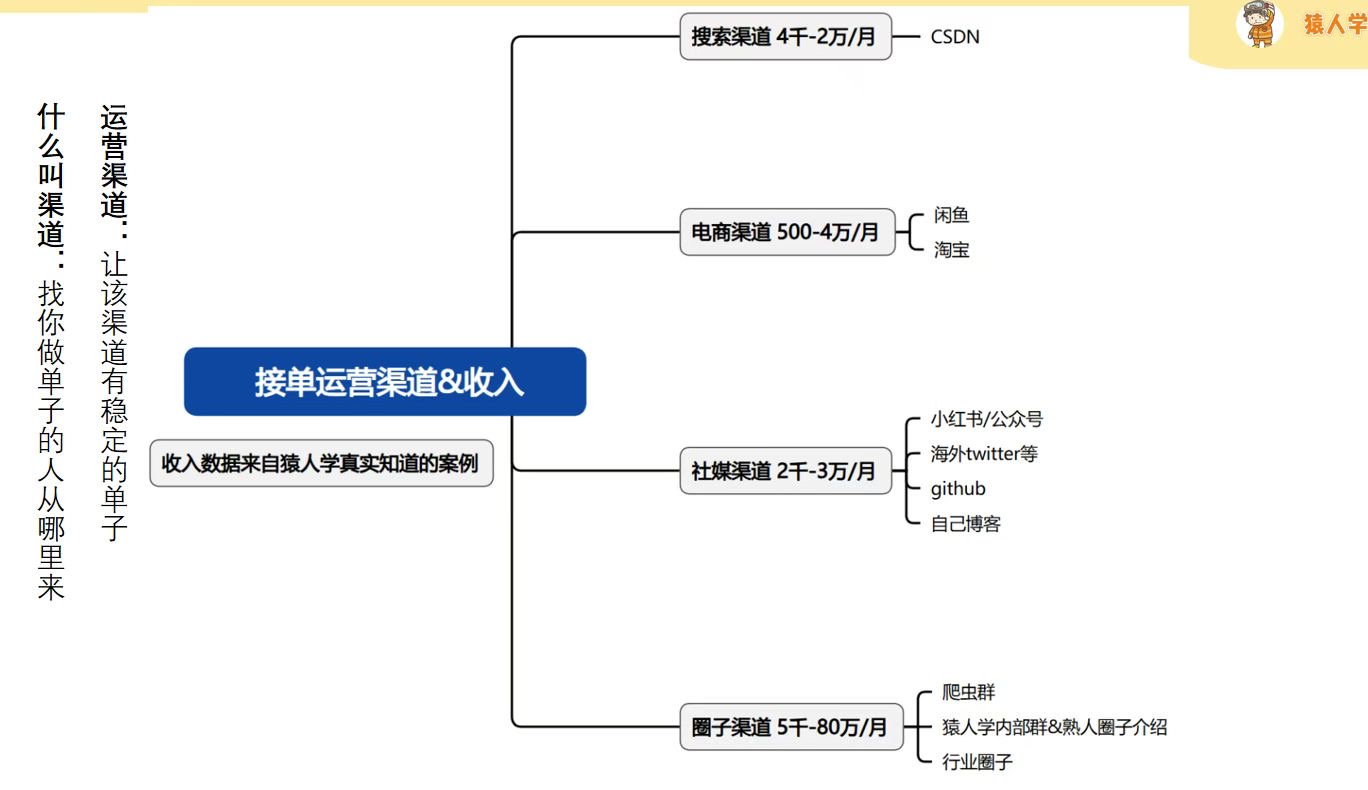 猿人学
什么叫渠道：找你做单子的人从哪里来
运营渠道：让该渠道有稳定的单子
接单运营渠道&收入
收入数据来自猿人学真实知道的案例
搜索渠道 4千-2万/月
CSDN
电商渠道 500-4万/月
闲鱼
淘宝
社媒渠道 2千-3万/月
小红书/公众号
海外twitter等
github
自己博客
圈子渠道 5千-80万/月
爬虫群
猿人学内部群&熟人圈子介绍
行业圈子